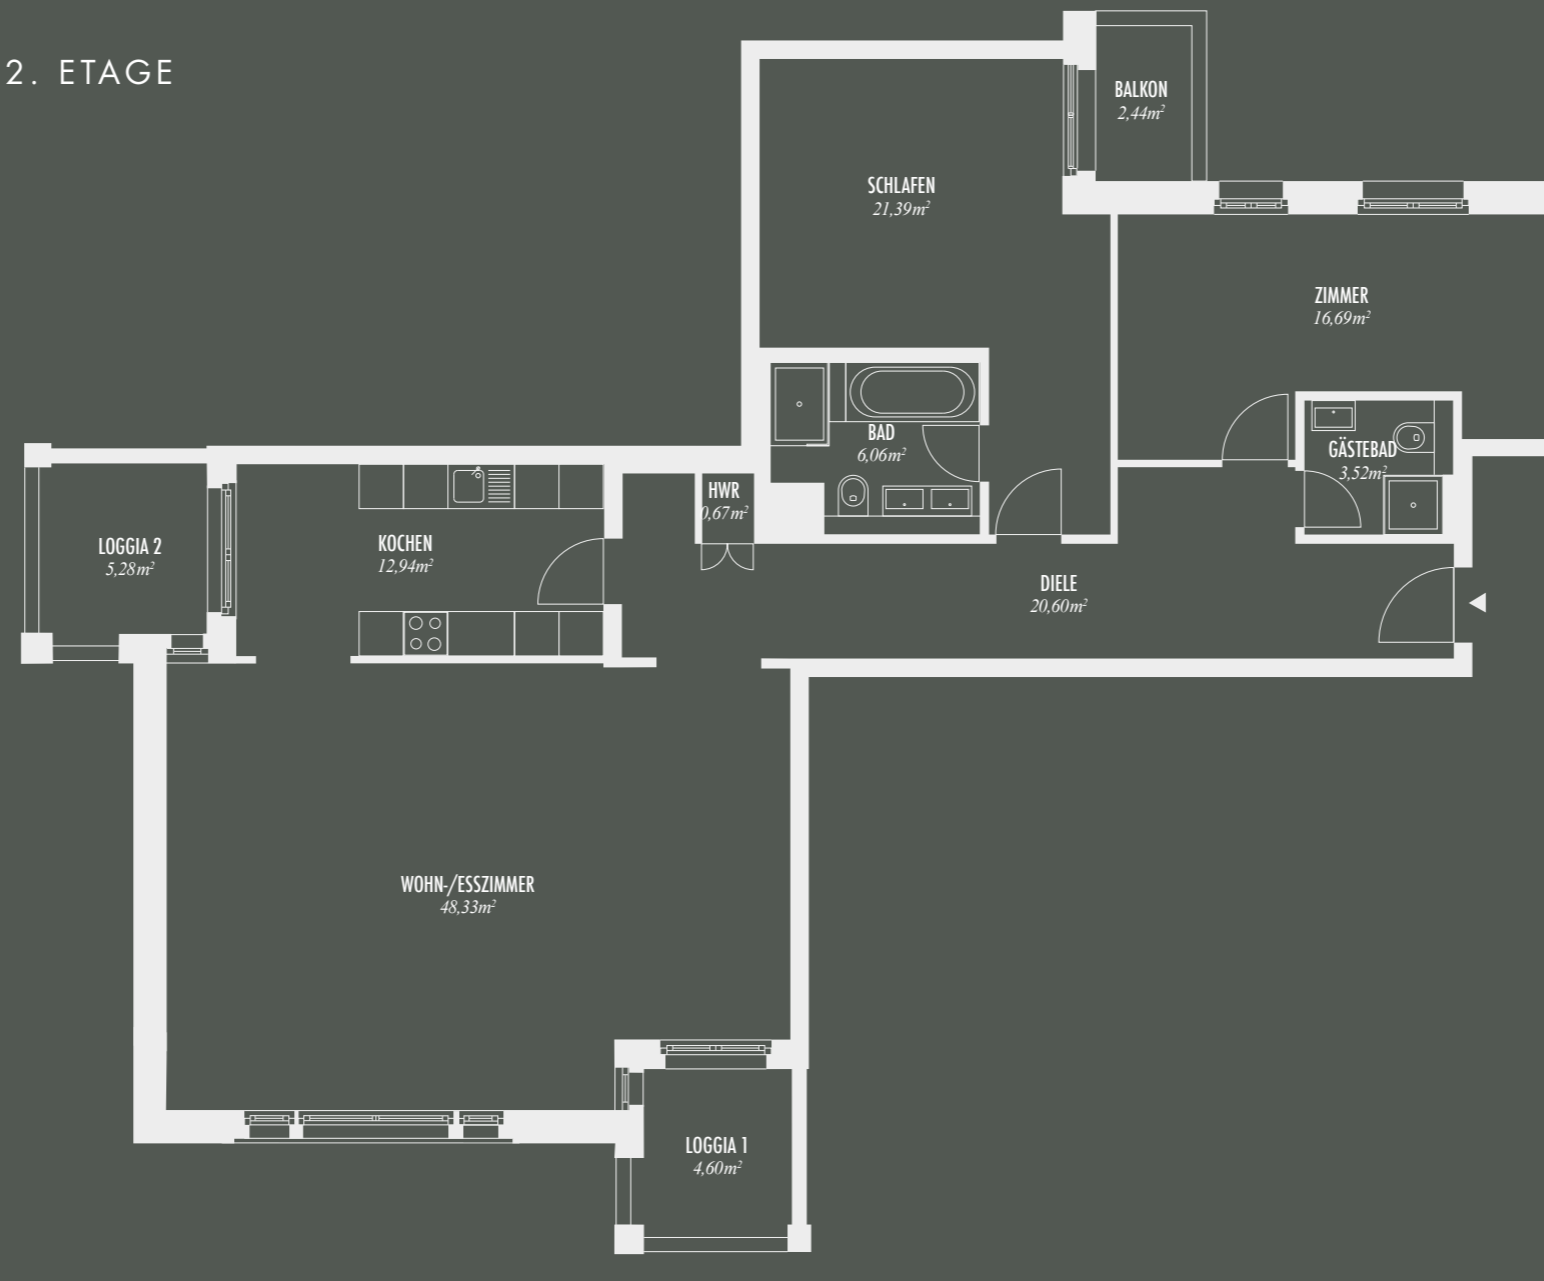 2. ETAGE
BALKON
2,44m²
SCHLAFEN
21,39m²
ZIMMER
16,69m²
BAD
6,06m²
GÄSTEBAD
3,52m²
HWR
0,67m²
LOGGIA 2
5,28m²
KOCHEN
12,94m²
DIELE
20,60m²
WOHN-/ESSZIMMER
48,33m²
LOGGIA 1
4,60m²